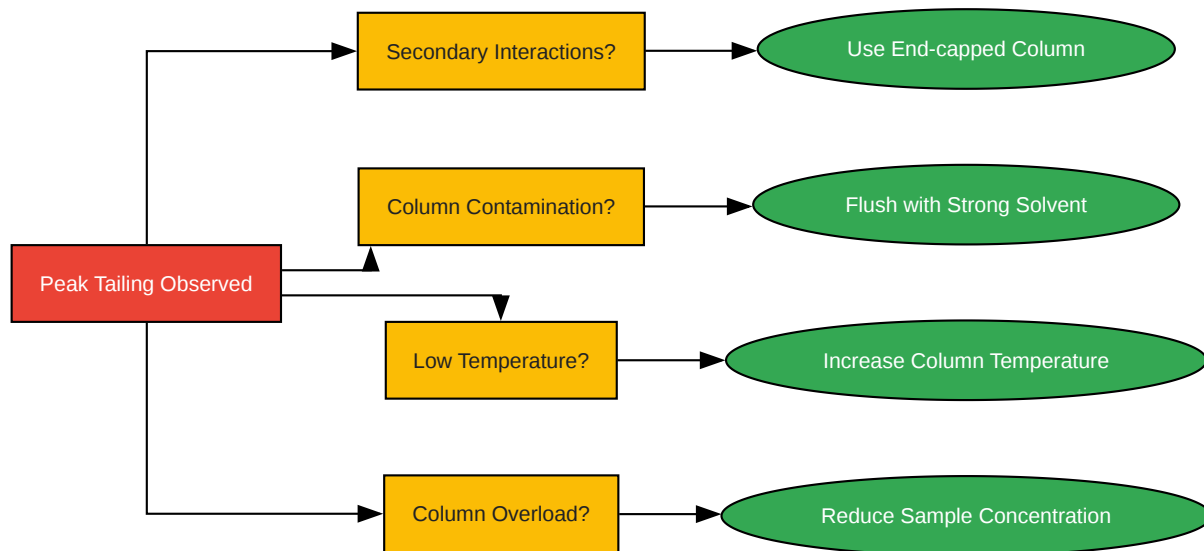 Secondary Interactions?
Use End-capped Column
Column Contamination?
Flush with Strong Solvent
Peak Tailing Observed
Low Temperature?
Increase Column Temperature
Column Overload?
Reduce Sample Concentration